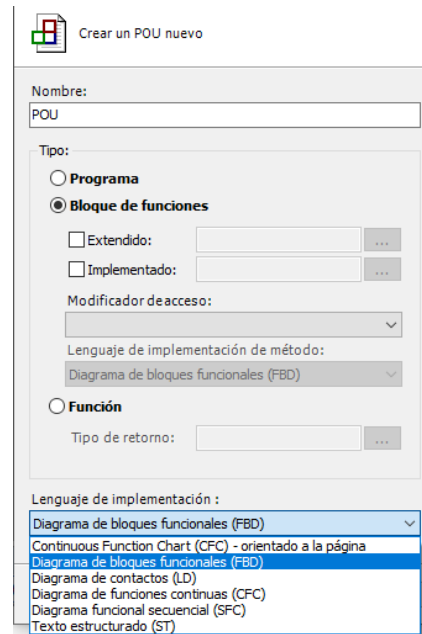 Crear un POU nuevo
Nombre:
POU
Tipo:
Programa
Bloque de funciones
Extendido:
...
Implementado:
...
Modificador de acceso:
Lenguaje de implementación de método:
Diagrama de bloques funcionales (FBD)
Función
Tipo de retorno:
...
Lenguaje de implementación :
Diagrama de bloques funcionales (FBD)
Continuous Function Chart (CFC) - orientado a la página
Diagrama de bloques funcionales (FBD)
Diagrama de contactos (LD)
Diagrama de funciones continuas (CFC)
Diagrama funcional secuencial (SFC)
Texto estructurado (ST)